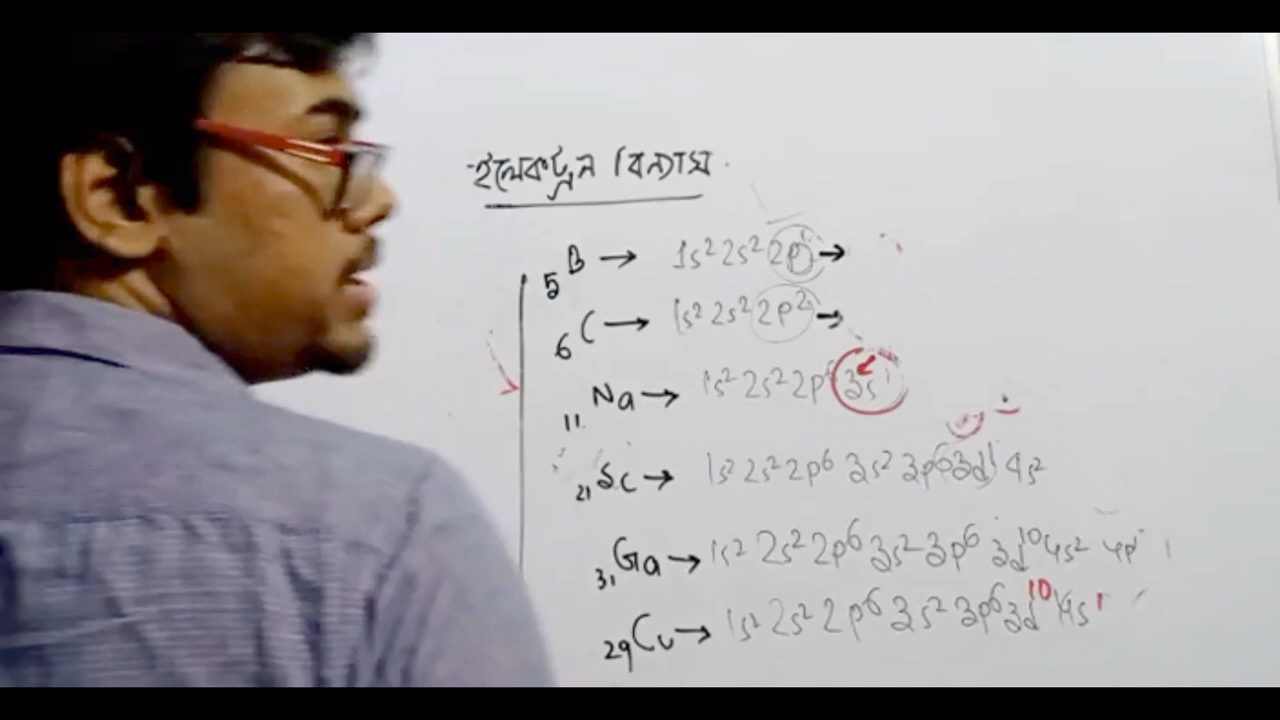 ইলেকট্রন বিন্যাস
₅B → 1s² 2s² 2p¹ →
₆C → 1s² 2s² 2p² →
₁₁Na → 1s² 2s² 2p⁶ 3s¹
₂₁Sc → 1s² 2s² 2p⁶ 3s² 3p⁶ 3d¹ 4s²
₃₁Ga → 1s² 2s² 2p⁶ 3s² 3p⁶ 3d¹⁰ 4s² 4p¹
₂₉Cu → 1s² 2s² 2p⁶ 3s² 3p⁶ 3d¹⁰ 4s¹